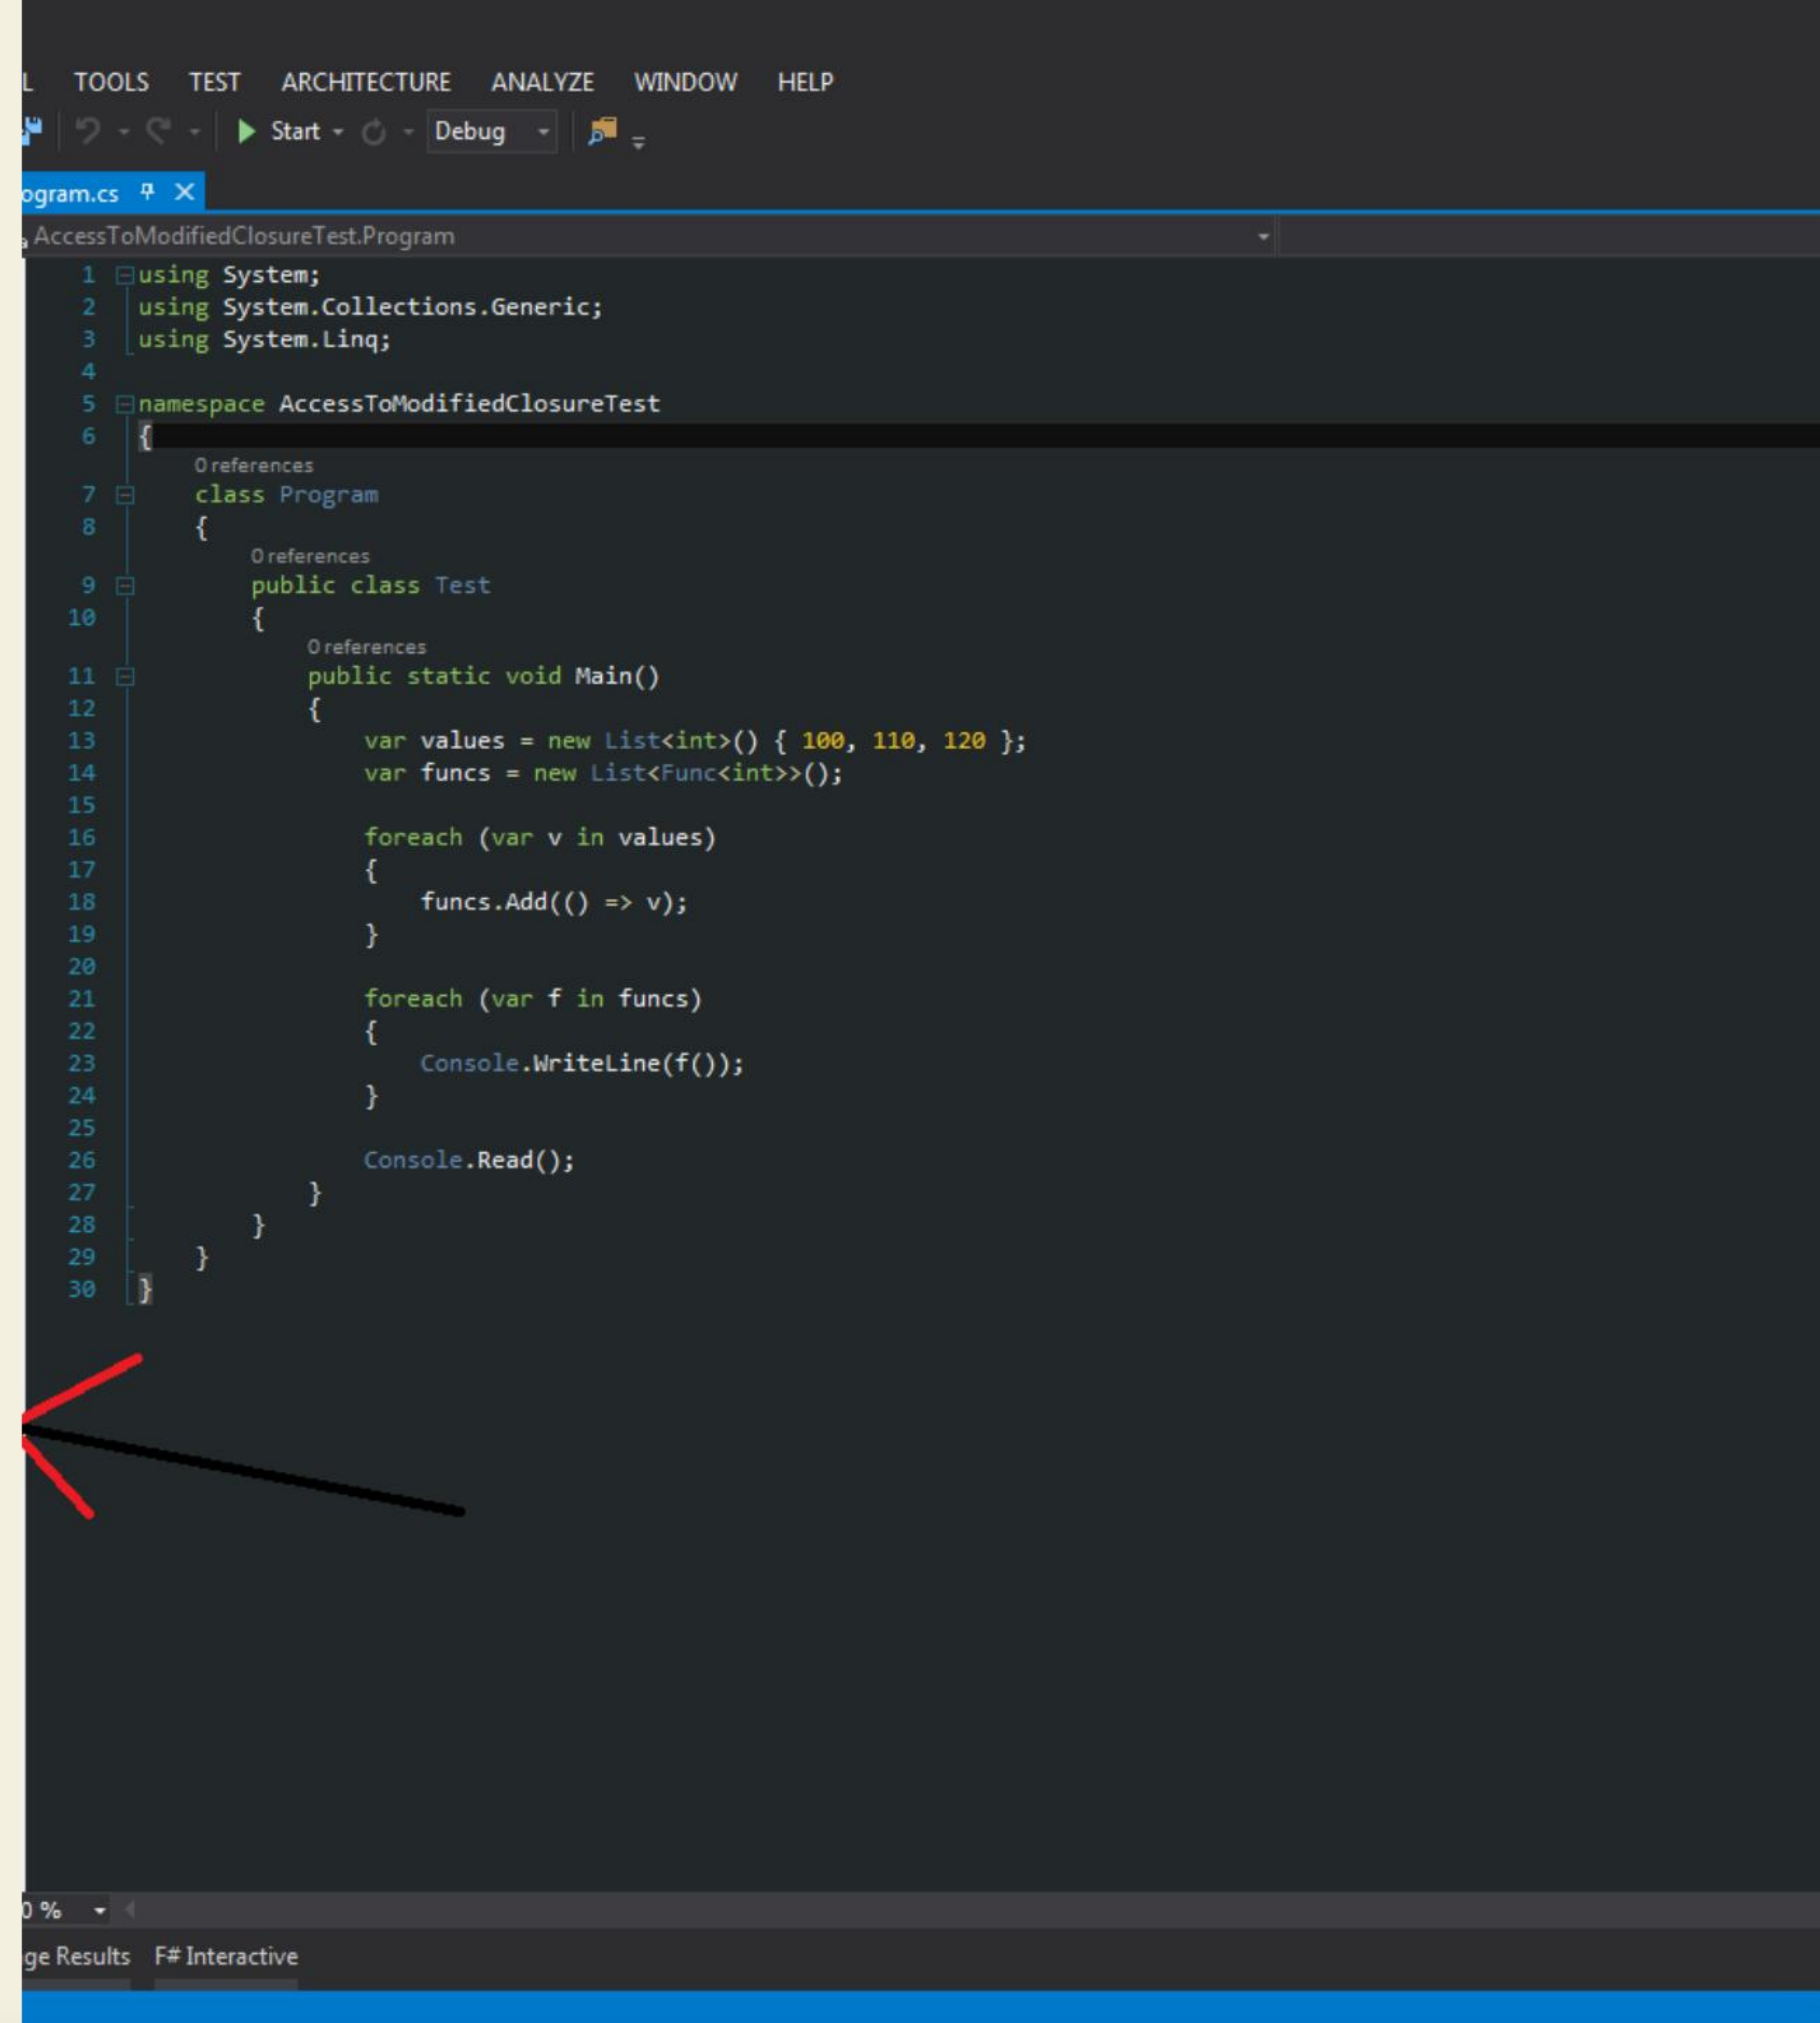 TOOLS TEST ARCHITECTURE ANALYZE WINDOW HELP
Start Debug
ogram.cs
AccessToModifiedClosureTest.Program
1 using System;
2 using System.Collections.Generic;
3 using System.Linq;
4
5 namespace AccessToModifiedClosureTest
6 {
0 references
7 class Program
8 {
0 references
9 public class Test
10 {
0 references
11 public static void Main()
12 {
13 var values = new List<int>() { 100, 110, 120 };
14 var funcs = new List<Func<int>>();
15
16 foreach (var v in values)
17 {
18 funcs.Add(() => v);
19 }
20
21 foreach (var f in funcs)
22 {
23 Console.WriteLine(f());
24 }
25
26 Console.Read();
27 }
28 }
29 }
30 }
0 %
ge Results F# Interactive